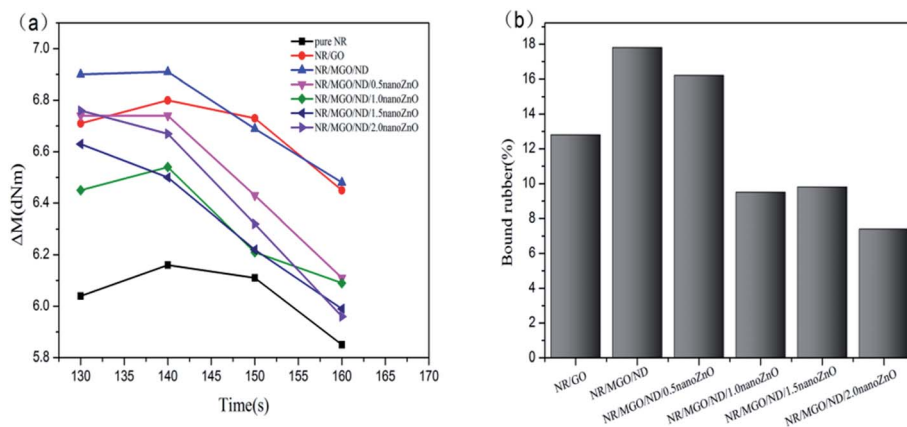 (a)
7.0
6.8
6.6
6.4
6.2
6.0
5.8
ΔM(dNm)
130 135 140 145 150 155 160 165 170
Time(s)
pure NR
NR/GO
NR/MGO/ND
NR/MGO/ND/0.5nanoZnO
NR/MGO/ND/1.0nanoZnO
NR/MGO/ND/1.5nanoZnO
NR/MGO/ND/2.0nanoZnO
(b)
18
16
14
12
10
8
6
4
2
0
Bound rubber(%)
NR/GO
NR/MGO/ND
NR/MGO/ND/0.5nanoZnO
NR/MGO/ND/1.0nanoZnO
NR/MGO/ND/1.5nanoZnO
NR/MGO/ND/2.0nanoZnO